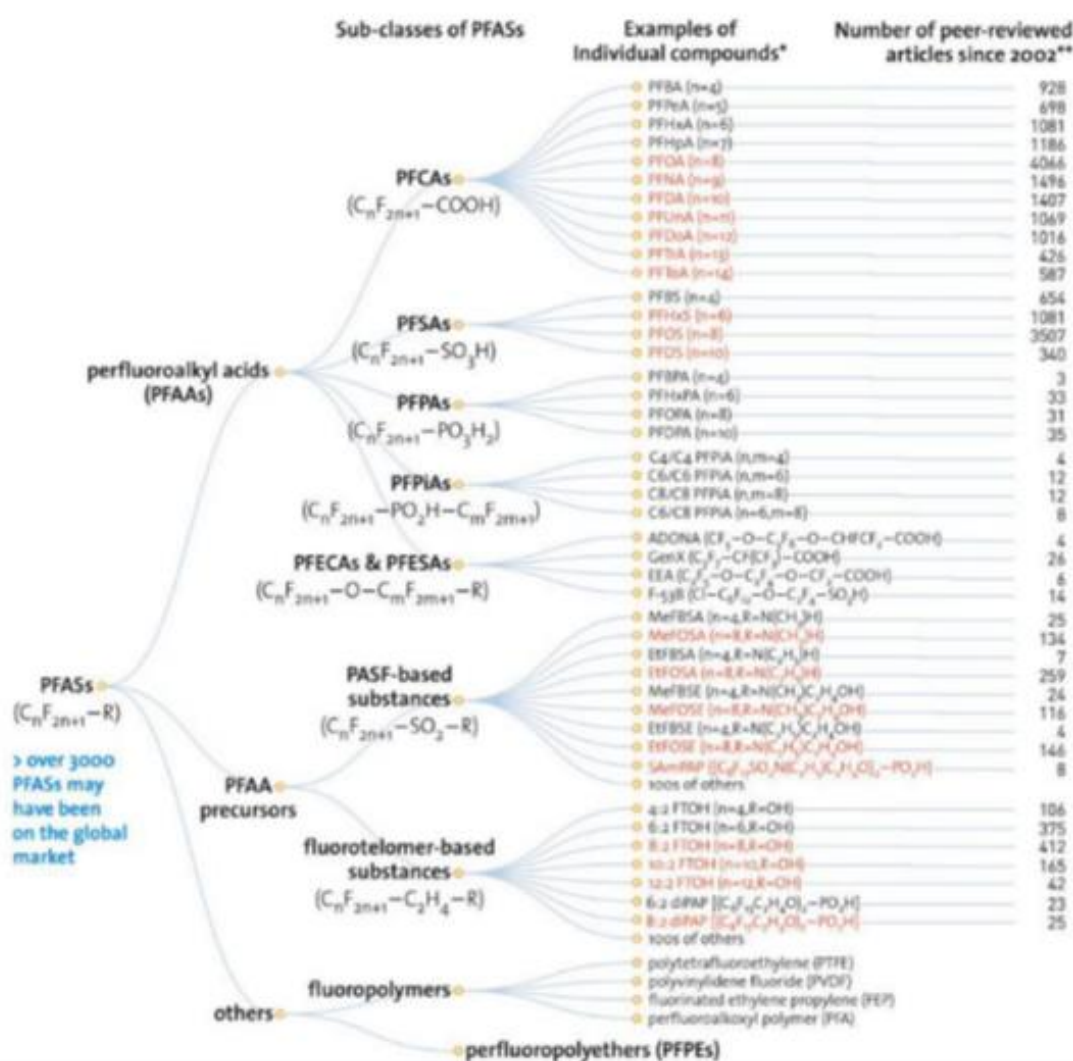 Sub-classes of PFASs
Examples of
Individual compounds*
Number of peer-reviewed
articles since 2002**
PFASs
(CₙF₂ₙ₊₁–R)
> over 3000
PFASs may
have been
on the global
market
perfluoroalkyl acids
(PFAAs)
PFCAs
(CₙF₂ₙ₊₁–COOH)
PFBA (n=4) 928
PFPeA (n=5) 698
PFHxA (n=6) 1081
PFHpA (n=7) 1186
PFOA (n=8) 4066
PFNA (n=9) 1496
PFDA (n=10) 1407
PFUnA (n=11) 1069
PFDoA (n=12) 1016
PFTrA (n=13) 426
PFTeA (n=14) 587
PFSAs
(CₙF₂ₙ₊₁–SO₃H)
PFBS (n=4) 654
PFHxS (n=6) 1081
PFOS (n=8) 3507
PFDS (n=10) 340
PFPAs
(CₙF₂ₙ₊₁–PO₃H₂)
PFBPA (n=4) 3
PFHxPA (n=6) 33
PFOPA (n=8) 31
PFDPA (n=10) 35
PFPiAs
(CₙF₂ₙ₊₁–PO₂H–CₘF₂ₘ₊₁)
C4/C4 PFPiA (n,m=4) 4
C6/C6 PFPiA (n,m=6) 12
C8/C8 PFPiA (n,m=8) 12
C6/C8 PFPiA (n=6,m=8) 8
PFECAs & PFESAs
(CₙF₂ₙ₊₁–O–CₘF₂ₘ₊₁–R)
ADONA (CF₃–O–C₃F₆–O–CHFCF₂–COOH) 4
GenX (C₃F₇–CF(CF₃)–COOH) 26
EEA (C₂F₅–O–C₂F₄–O–CF₂–COOH) 6
F-53B (Cl–C₆F₁₂–O–C₂F₄–SO₃H) 14
PFAA
precursors
PASF-based
substances
(CₙF₂ₙ₊₁–SO₂–R)
MeFBSA (n=4,R=N(CH₃)H) 25
MeFOSA (n=8,R=N(CH₃)H) 134
EtFBSA (n=4,R=N(C₂H₅)H) 7
EtFOSA (n=8,R=N(C₂H₅)H) 259
MeFBSE (n=4,R=N(CH₃)C₂H₄OH) 24
MeFOSE (n=8,R=N(CH₃)C₂H₄OH) 116
EtFBSE (n=4,R=N(C₂H₅)C₂H₄OH) 4
EtFOSE (n=8,R=N(C₂H₅)C₂H₄OH) 146
SAmPAP 8
100s of others
fluorotelomer-based
substances
(CₙF₂ₙ₊₁–C₂H₄–R)
4:2 FTOH (n=4,R=OH) 106
6:2 FTOH (n=6,R=OH) 375
8:2 FTOH (n=8,R=OH) 412
10:2 FTOH (n=10,R=OH) 165
12:2 FTOH (n=12,R=OH) 42
6:2 diPAP [(C₆F₁₃C₂H₄O)₂–PO₂H] 23
8:2 diPAP [(C₈F₁₇C₂H₄O)₂–PO₂H] 25
100s of others
others
fluoropolymers
polytetrafluoroethylene (PTFE)
polyvinylidene fluoride (PVDF)
fluorinated ethylene propylene (FEP)
perfluoroalkoxyl polymer (PFA)
perfluoropolyethers (PFPEs)